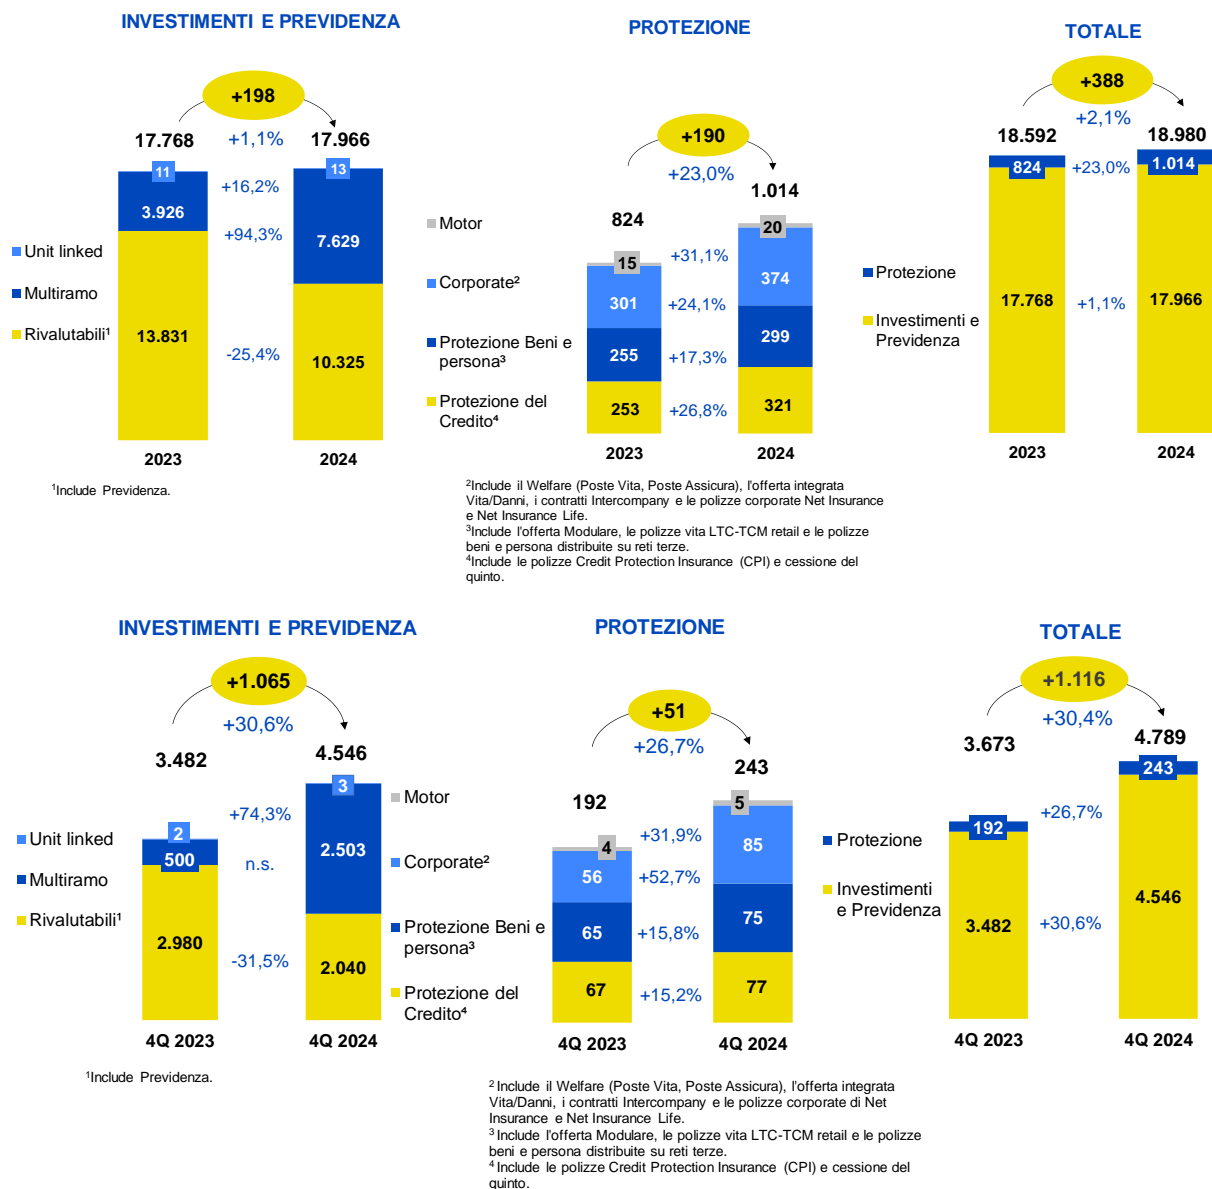 INVESTIMENTI E PREVIDENZA
+198
17.768
+1,1%
17.966
11
13
+16,2%
3.926
+94,3%
7.629
Unit linked
Multiramo
Rivalutabili¹
13.831
-25,4%
10.325
2023
2024
¹Include Previdenza.
PROTEZIONE
+190
+23,0%
824
1.014
Motor
15
20
+31,1%
Corporate²
301
+24,1%
374
Protezione Beni e
persona³
255
+17,3%
299
Protezione del
Credito⁴
253
+26,8%
321
2023
2024
²Include il Welfare (Poste Vita, Poste Assicura), l'offerta integrata
Vita/Danni, i contratti Intercompany e le polizze corporate Net Insurance
e Net Insurance Life.
³Include l'offerta Modulare, le polizze vita LTC-TCM retail e le polizze
beni e persona distribuite su reti terze.
⁴Include le polizze Credit Protection Insurance (CPI) e cessione del
quinto.
TOTALE
+388
+2,1%
18.592
18.980
824
+23,0%
1.014
Protezione
Investimenti e
Previdenza
17.768
+1,1%
17.966
2023
2024
INVESTIMENTI E PREVIDENZA
+1.065
+30,6%
3.482
4.546
2
3
+74,3%
Unit linked
Multiramo
Rivalutabili¹
500
n.s.
2.503
2.980
-31,5%
2.040
4Q 2023
4Q 2024
¹Include Previdenza.
PROTEZIONE
+51
+26,7%
192
243
Motor
4
5
+31,9%
Corporate²
56
+52,7%
85
Protezione Beni e
persona³
65
+15,8%
75
Protezione del
Credito⁴
67
+15,2%
77
4Q 2023
4Q 2024
² Include il Welfare (Poste Vita, Poste Assicura), l'offerta integrata
Vita/Danni, i contratti Intercompany e le polizze corporate di Net
Insurance e Net Insurance Life.
³ Include l'offerta Modulare, le polizze vita LTC-TCM retail e le polizze
beni e persona distribuite su reti terze.
⁴ Include le polizze Credit Protection Insurance (CPI) e cessione del
quinto.
TOTALE
+1.116
+30,4%
3.673
4.789
192
+26,7%
243
Protezione
Investimenti
e Previdenza
3.482
+30,6%
4.546
4Q 2023
4Q 2024